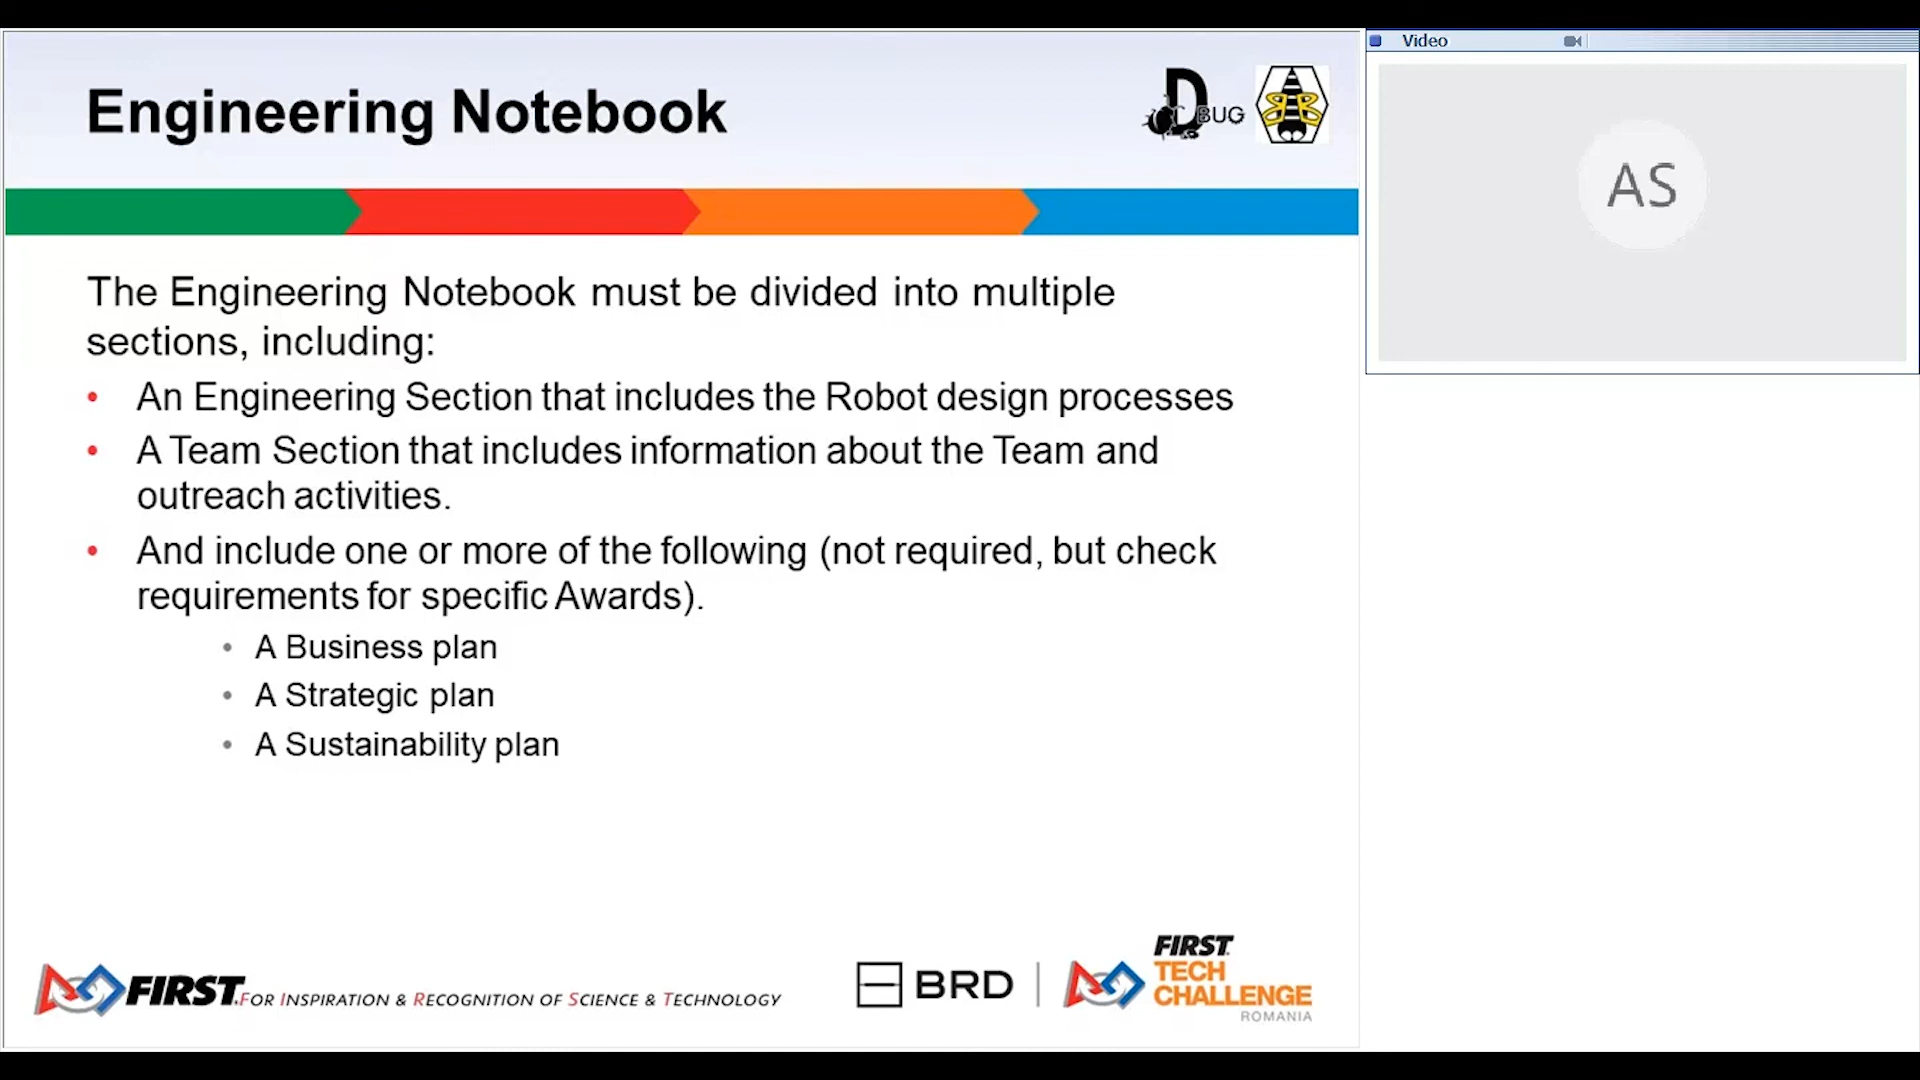 Engineering Notebook
D BUG
The Engineering Notebook must be divided into multiple
sections, including:
• An Engineering Section that includes the Robot design processes
• A Team Section that includes information about the Team and
outreach activities.
• And include one or more of the following (not required, but check
requirements for specific Awards).
• A Business plan
• A Strategic plan
• A Sustainability plan
FIRST FOR INSPIRATION & RECOGNITION OF SCIENCE & TECHNOLOGY
BRD
FIRST
TECH
CHALLENGE
ROMANIA
Video
AS